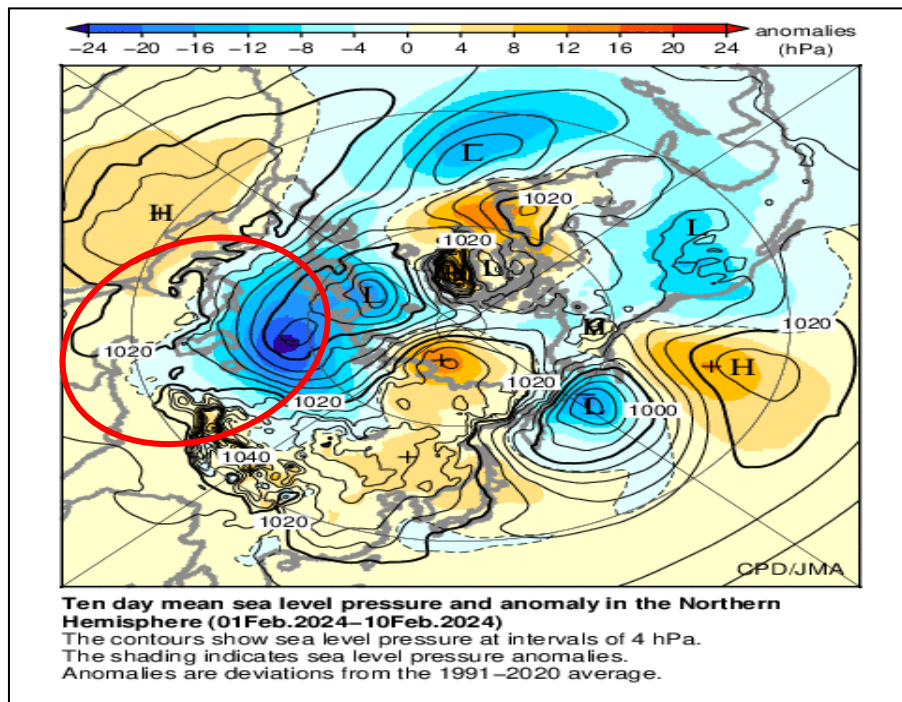 −24 −20 −16 −12 −8 −4 0 4 8 12 16 20 24
anomalies
(hPa)
L
1020
H
1020
L
L
L
H
1020
1020
1020
H
1020
L
1000
1040
1020
CPD/JMA
Ten day mean sea level pressure and anomaly in the Northern
Hemisphere (01Feb.2024−10Feb.2024)
The contours show sea level pressure at intervals of 4 hPa.
The shading indicates sea level pressure anomalies.
Anomalies are deviations from the 1991−2020 average.